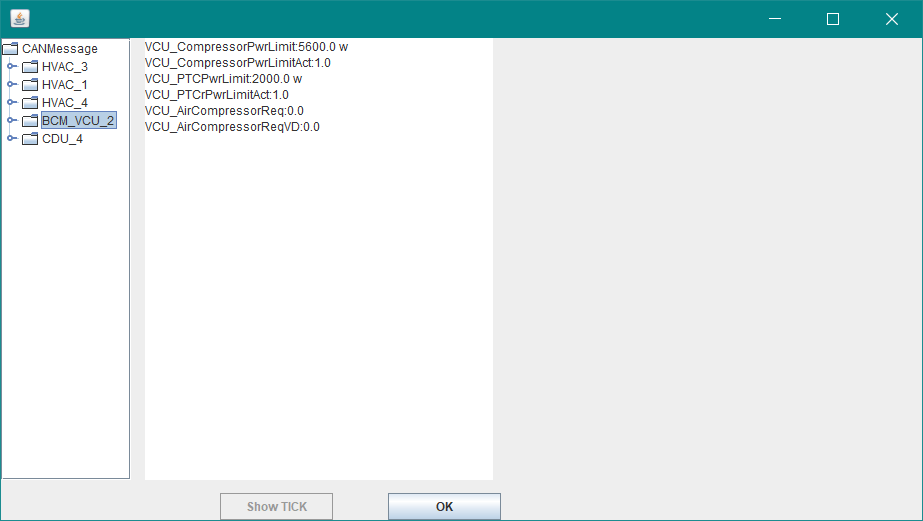 CANMessage
HVAC_3
HVAC_1
HVAC_4
BCM_VCU_2
CDU_4
VCU_CompressorPwrLimit:5600.0 w
VCU_CompressorPwrLimitAct:1.0
VCU_PTCPwrLimit:2000.0 w
VCU_PTCrPwrLimitAct:1.0
VCU_AirCompressorReq:0.0
VCU_AirCompressorReqVD:0.0
Show TICK
OK